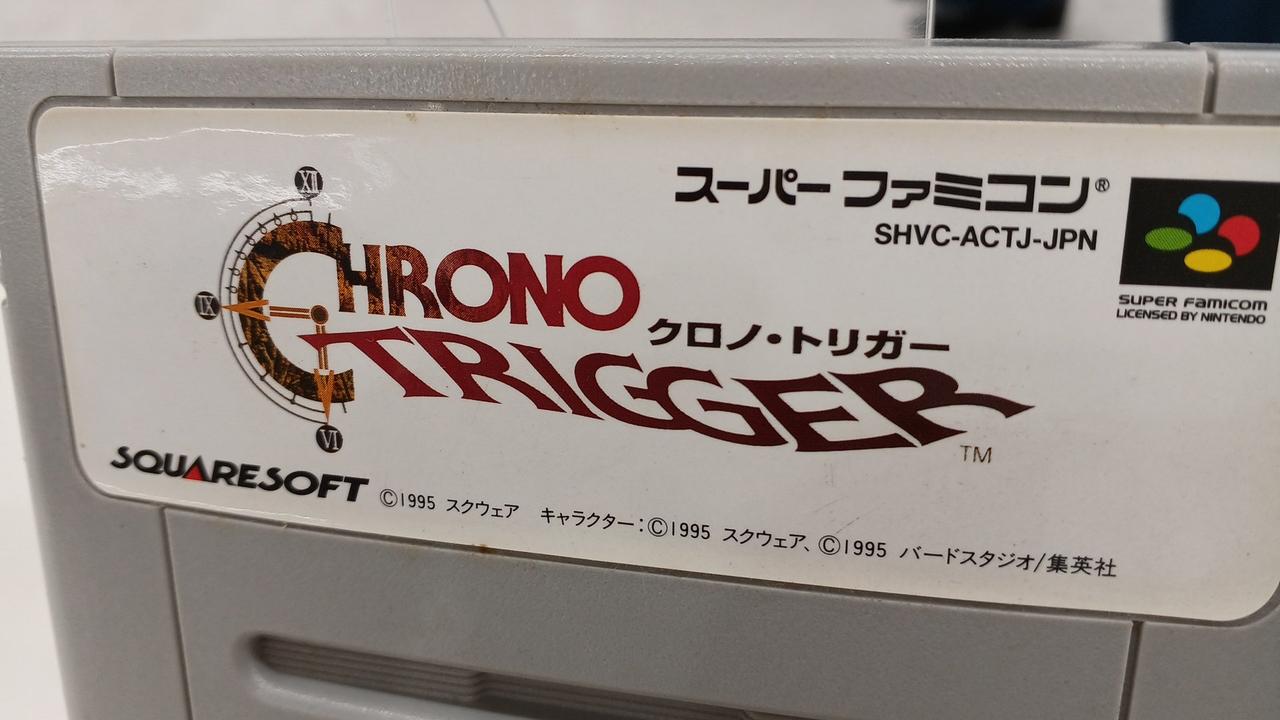 スーパーファミコン®
SHVC-ACTJ-JPN
SUPER FAMICOM
LICENSED BY NINTENDO
XII
IX
VI
CHRONO
クロノ・トリガー
TRIGGER
TM
SQUARESOFT
©1995 スクウェア キャラクター:©1995 スクウェア、©1995 バードスタジオ/集英社